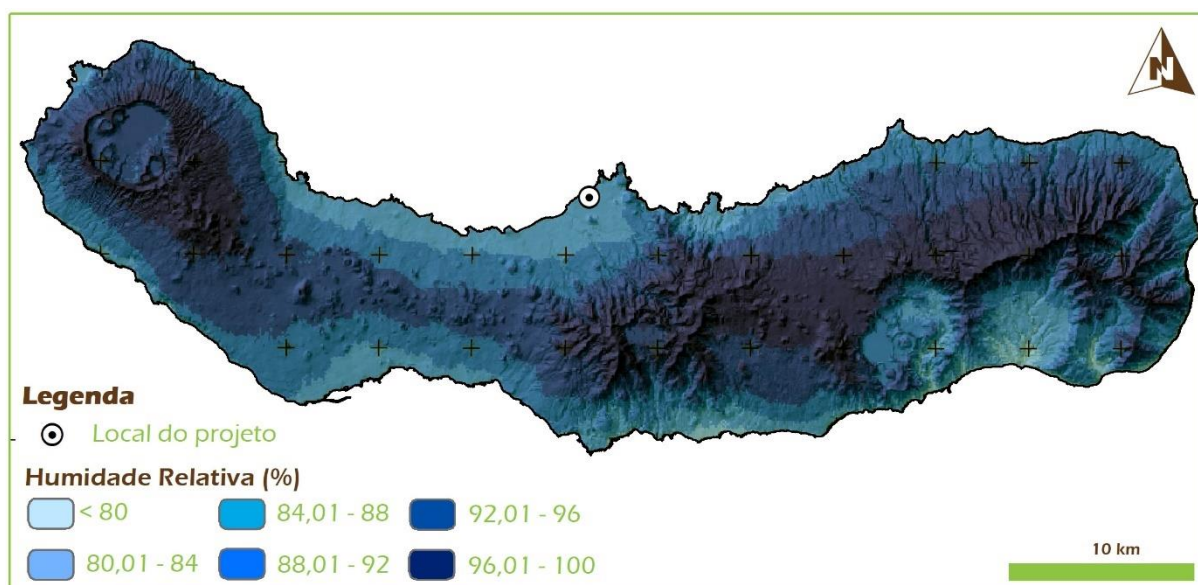 N
Legenda
Local do projeto
Humidade Relativa (%)
< 80
84,01 - 88
92,01 - 96
80,01 - 84
88,01 - 92
96,01 - 100
10 km